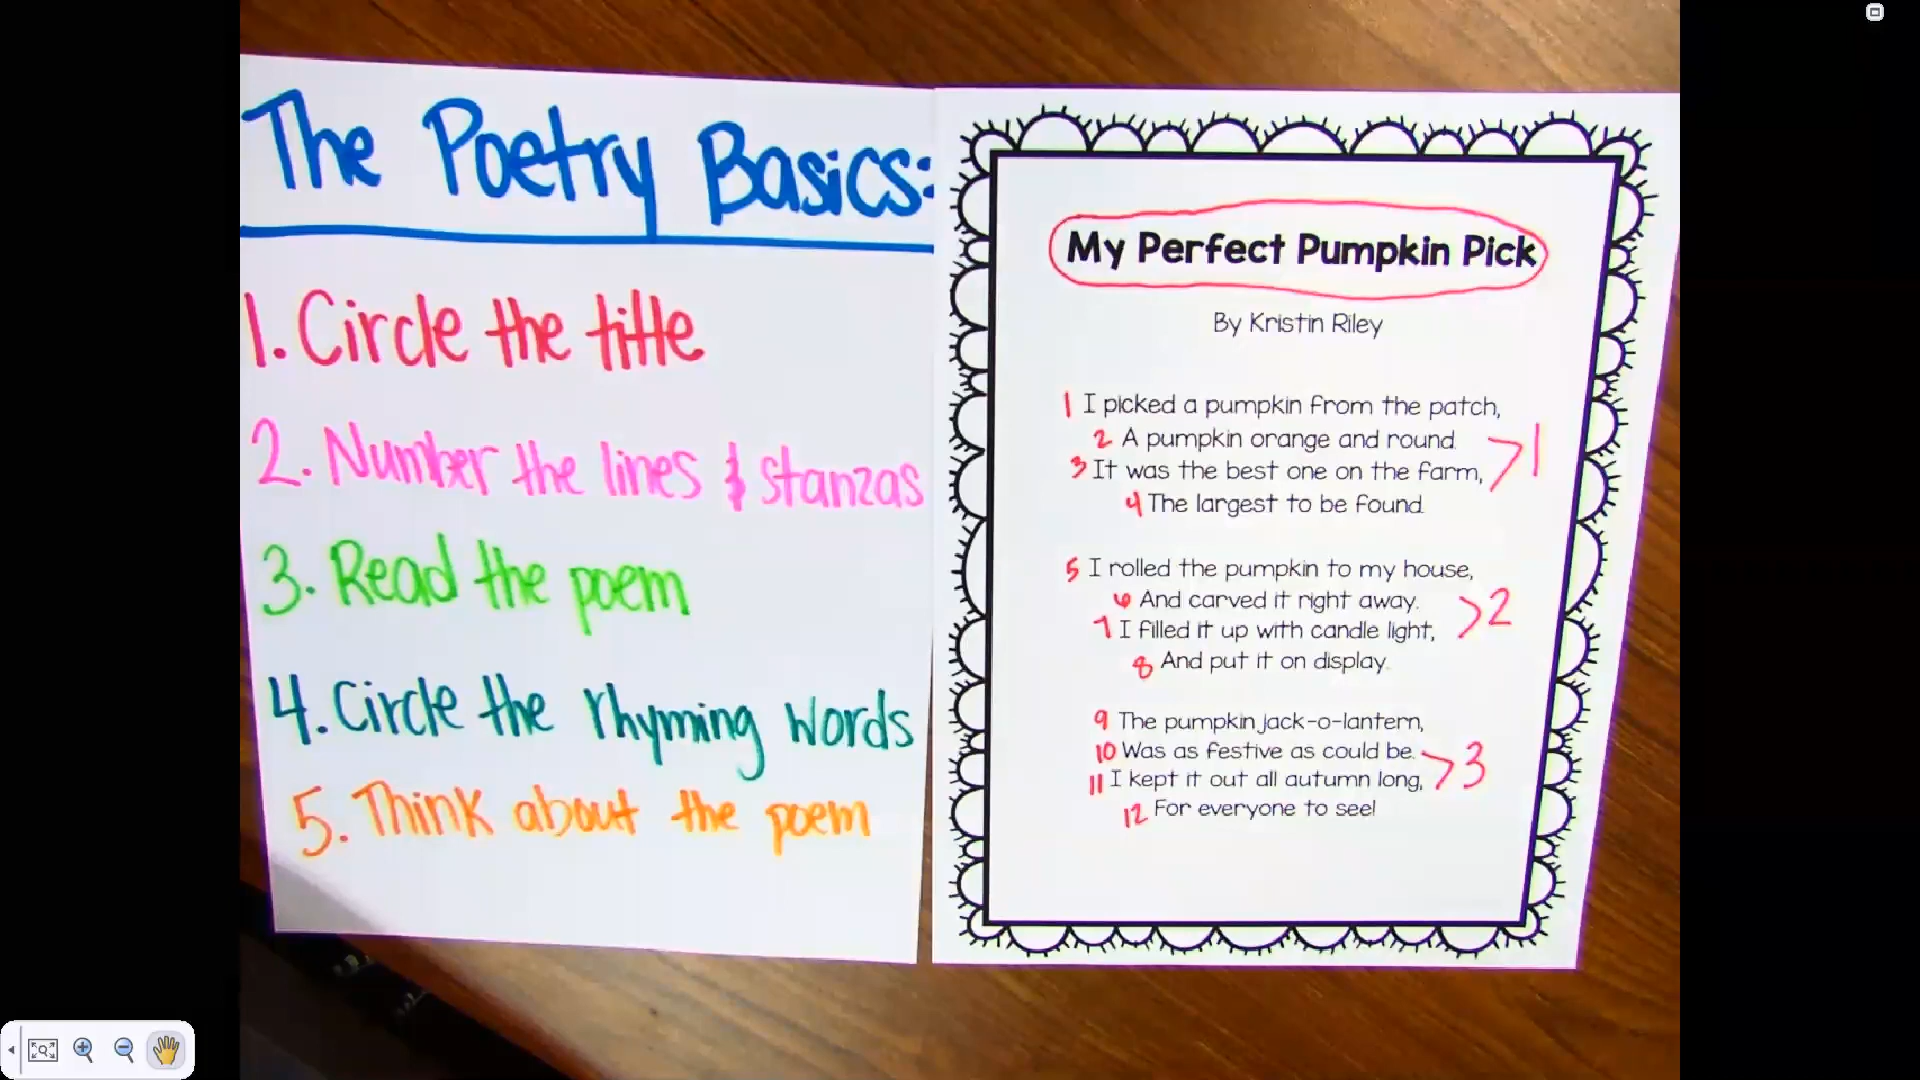 The Poetry Basics:
1. Circle the title
2. Number the lines & stanzas
3. Read the poem
4. Circle the rhyming words
5. Think about the poem
My Perfect Pumpkin Pick
By Kristin Riley
1 I picked a pumpkin from the patch,
2 A pumpkin orange and round.
3 It was the best one on the farm,
4 The largest to be found.
>1
5 I rolled the pumpkin to my house,
6 And carved it right away.
7 I filled it up with candle light,
8 And put it on display.
>2
9 The pumpkin jack-o-lantern,
10 Was as festive as could be.
11 I kept it out all autumn long,
12 For everyone to see!
>3